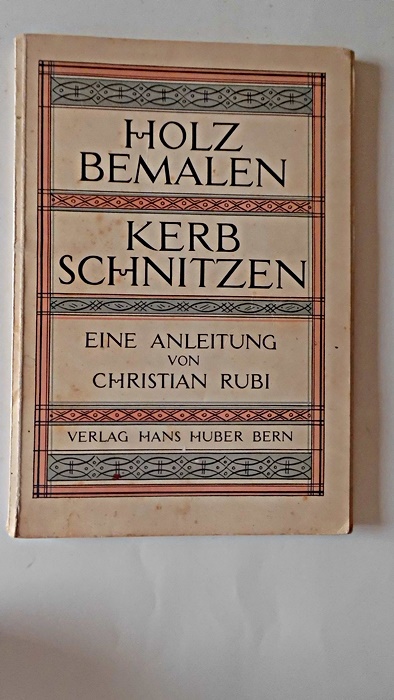 HOLZ
BEMALEN
KERB
SCHNITZEN
EINE ANLEITUNG
VON
CHRISTIAN RUBI
VERLAG HANS HUBER BERN